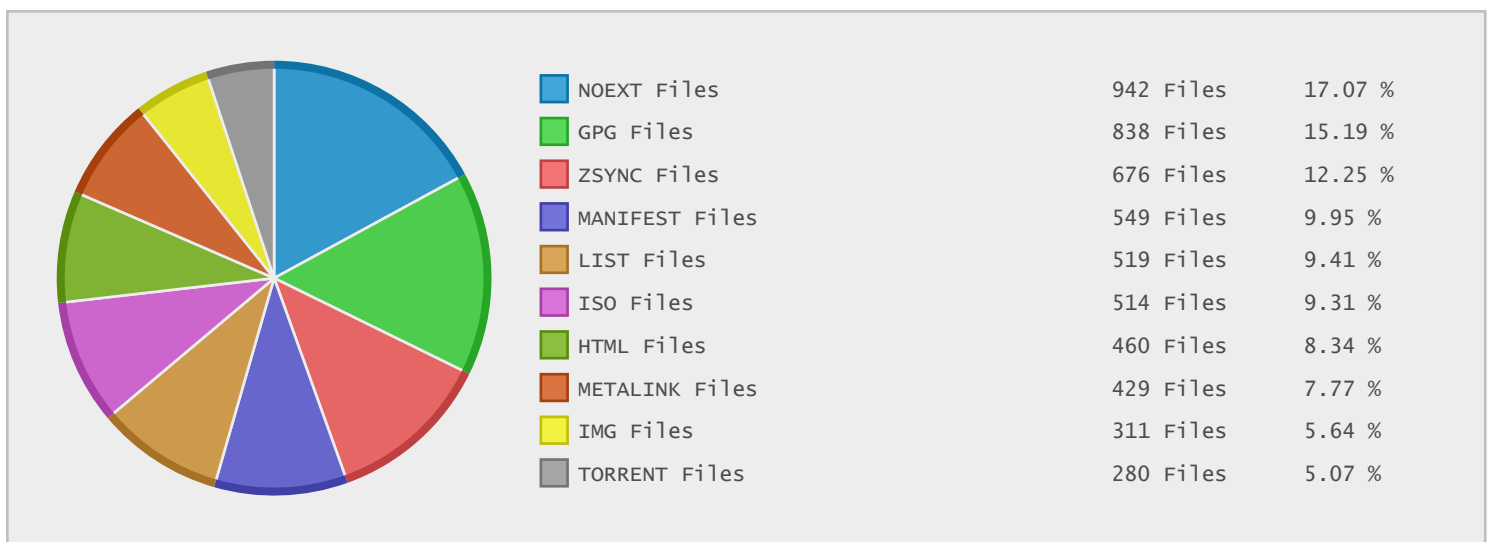 NOEXT Files 942 Files 17.07 %
GPG Files 838 Files 15.19 %
ZSYNC Files 676 Files 12.25 %
MANIFEST Files 549 Files 9.95 %
LIST Files 519 Files 9.41 %
ISO Files 514 Files 9.31 %
HTML Files 460 Files 8.34 %
METALINK Files 429 Files 7.77 %
IMG Files 311 Files 5.64 %
TORRENT Files 280 Files 5.07 %